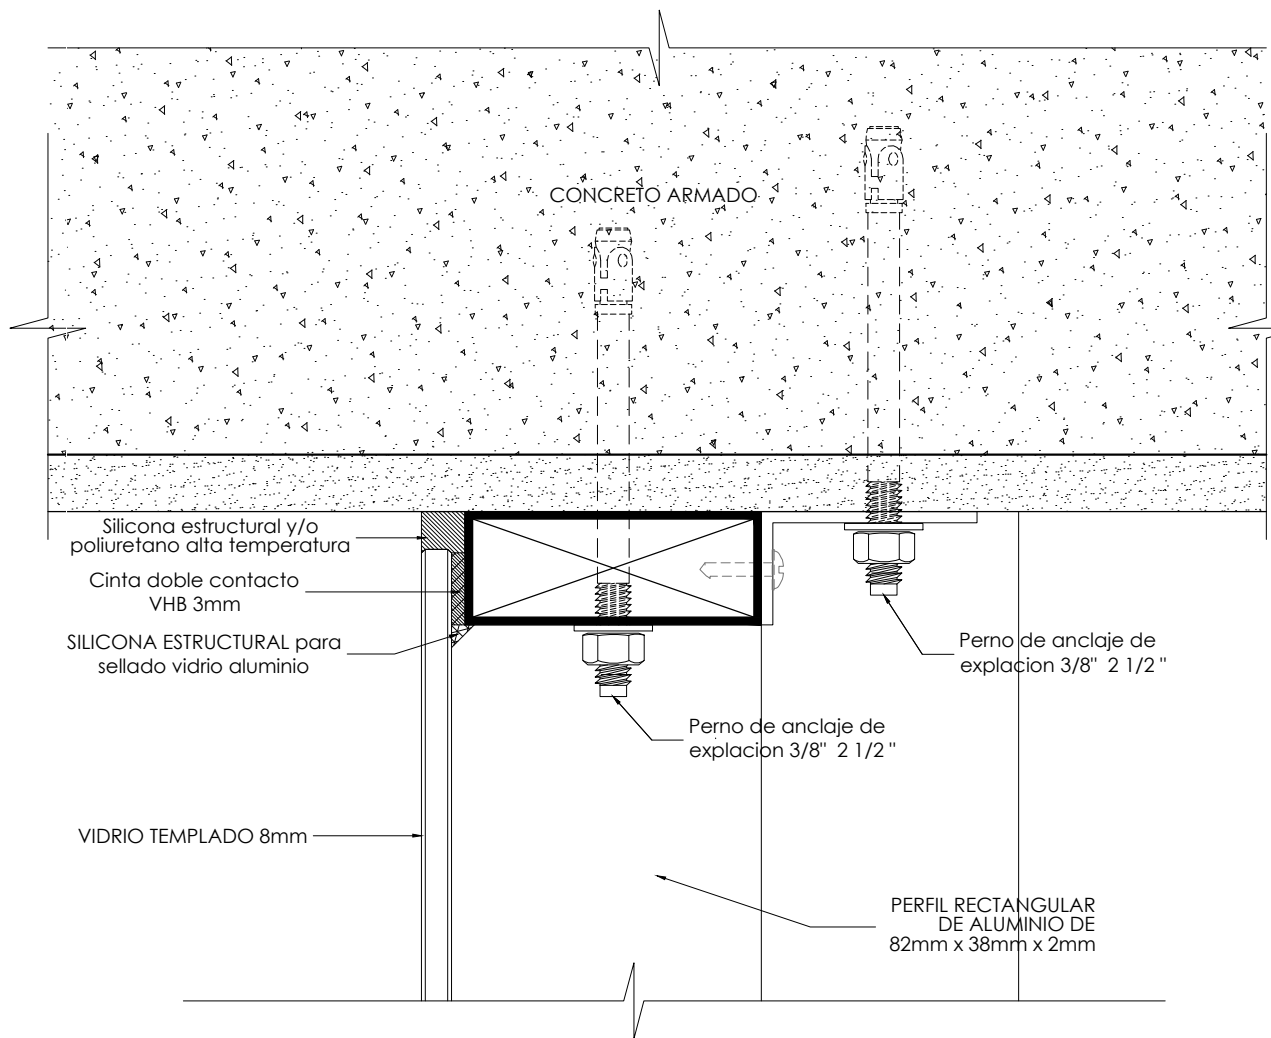 CONCRETO ARMADO
Silicona estructural y/o
poliuretano alta temperatura
Cinta doble contacto
VHB 3mm
SILICONA ESTRUCTURAL para
sellado vidrio aluminio
Perno de anclaje de
explacion 3/8" 2 1/2 "
Perno de anclaje de
explacion 3/8" 2 1/2 "
VIDRIO TEMPLADO 8mm
PERFIL RECTANGULAR
DE ALUMINIO DE
82mm x 38mm x 2mm